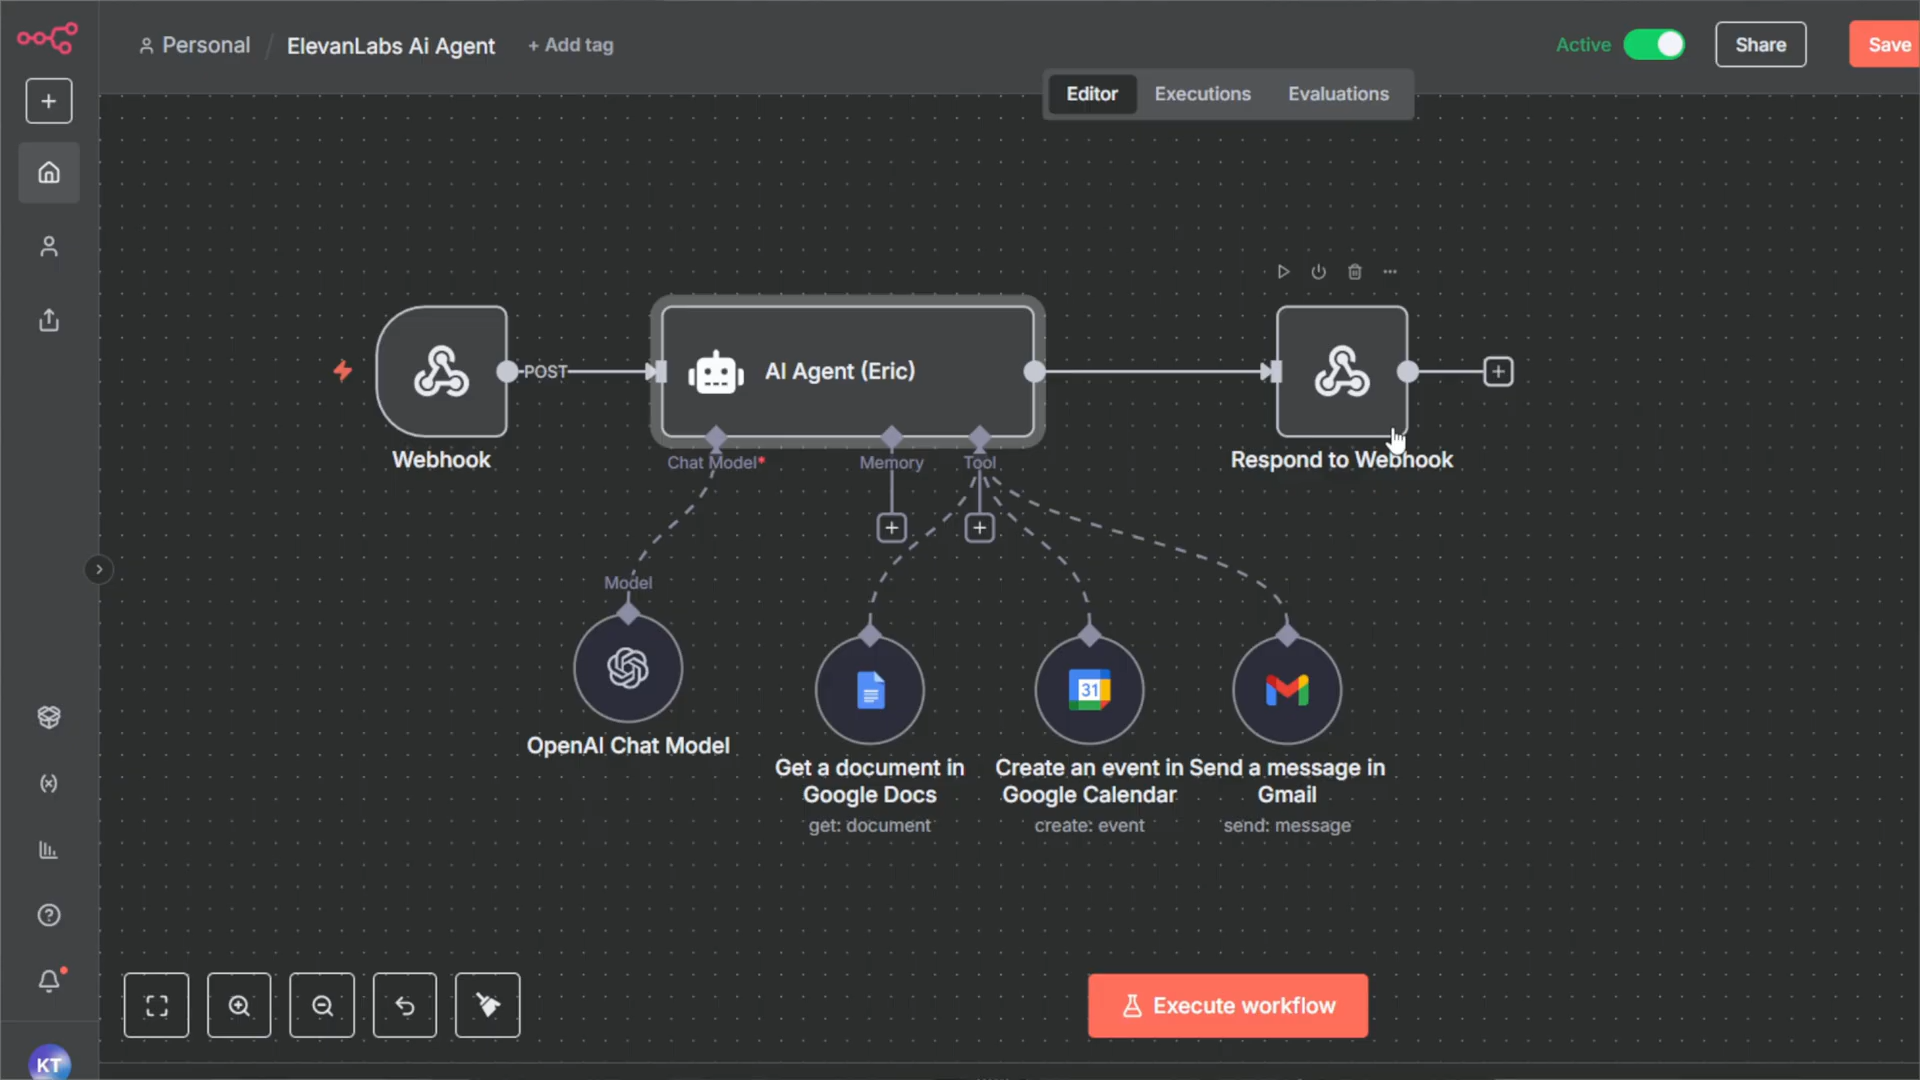 Personal / ElevanLabs Ai Agent + Add tag
Active
Share
Save
Editor Executions Evaluations
POST
AI Agent (Eric)
Webhook
Chat Model*
Memory
Tool
Respond to Webhook
Model
31
OpenAI Chat Model
Get a document in
Google Docs
get: document
Create an event in
Google Calendar
create: event
Send a message in
Gmail
send: message
Execute workflow
KT